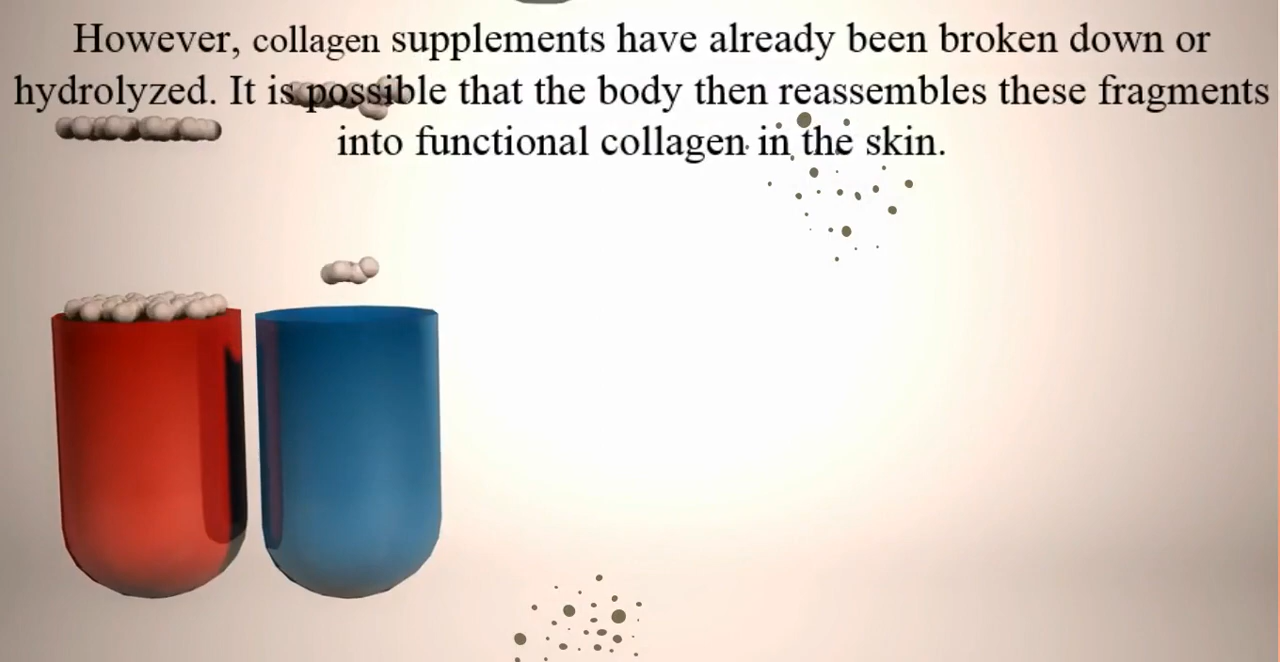 However, collagen supplements have already been broken down or
hydrolyzed. It is possible that the body then reassembles these fragments
into functional collagen in the skin.